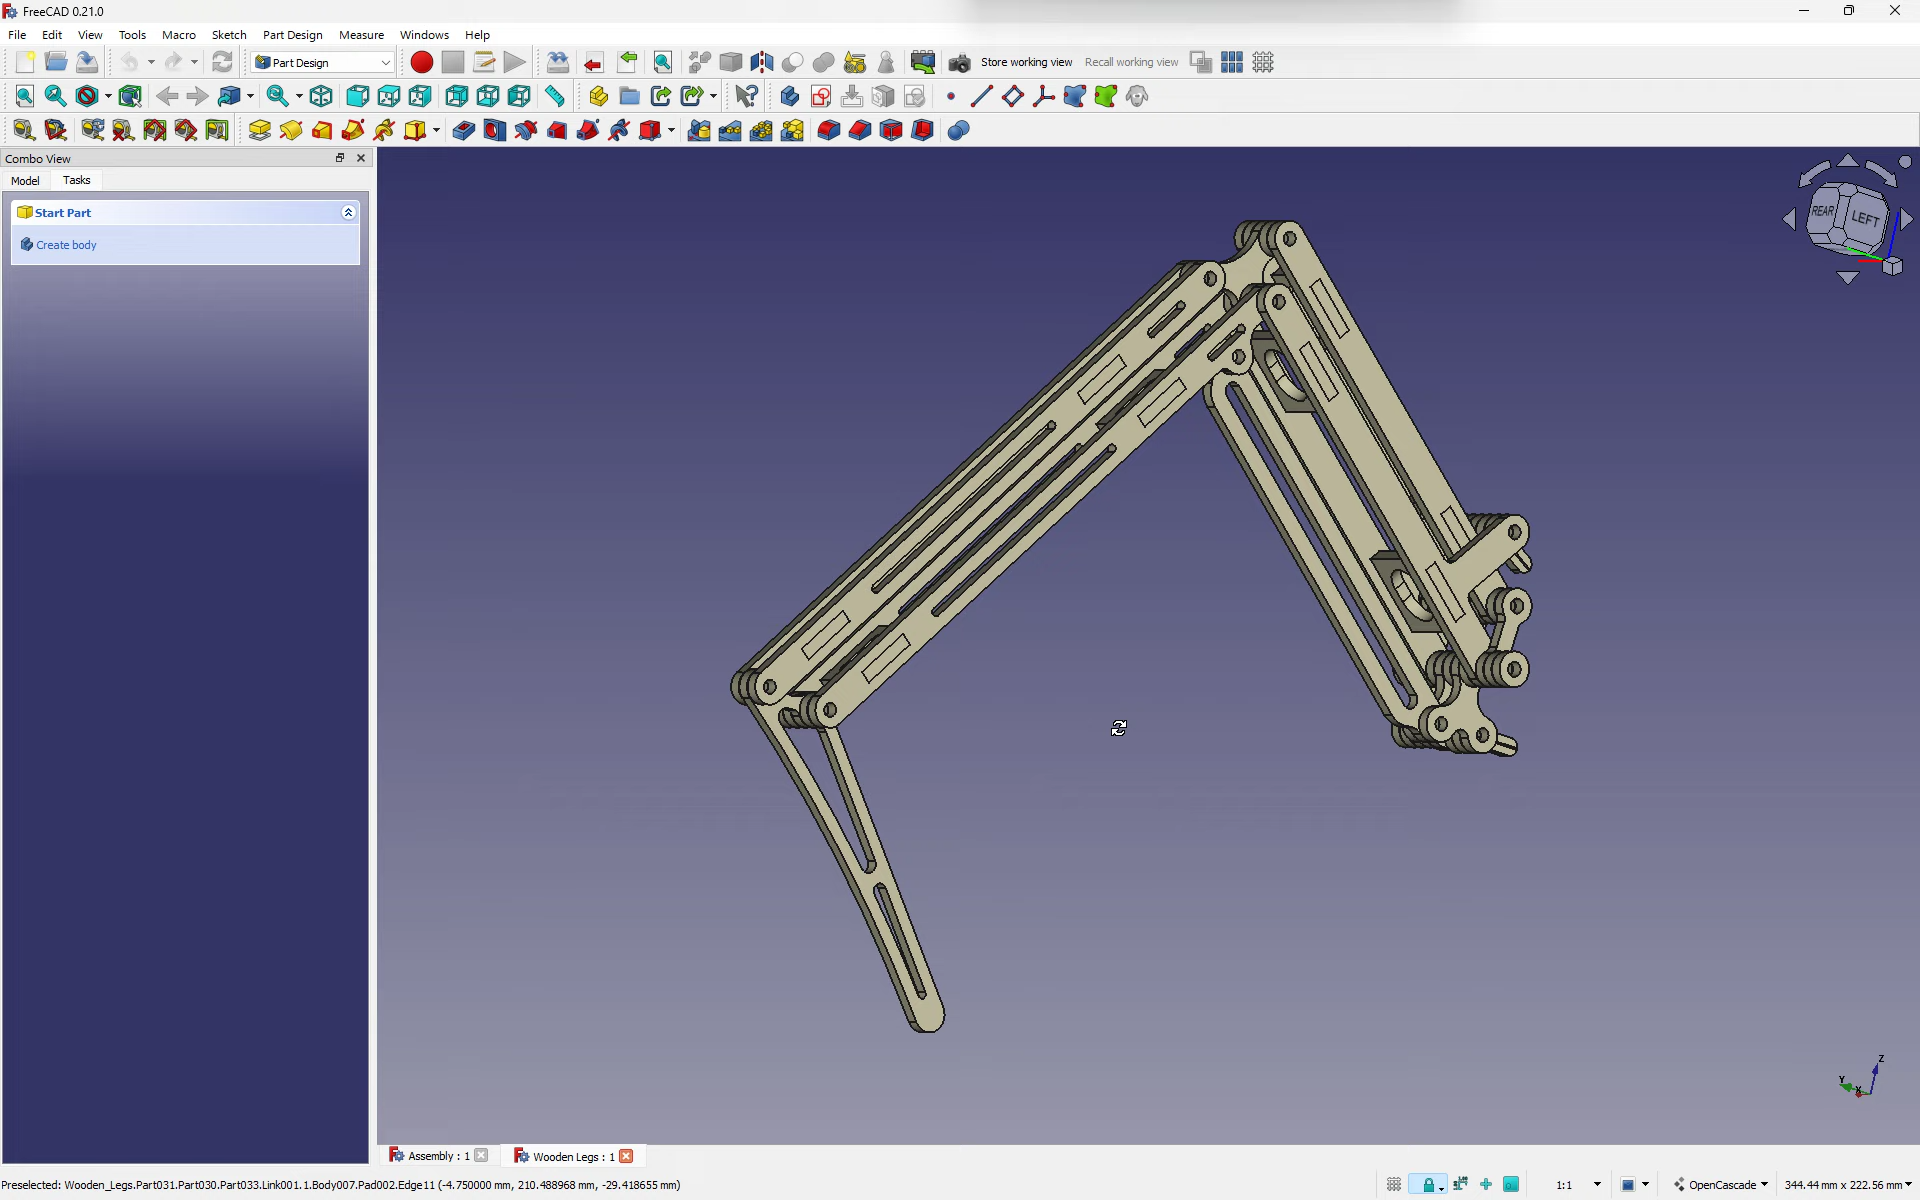 FreeCAD 0.21.0
File Edit View Tools Macro Sketch Part Design Measure Windows Help
Part Design Store working view Recall working view
Combo View
Model Tasks
Start Part
Create body
REAR LEFT
Z
Y
X
Assembly : 1 Wooden Legs : 1
Preselected: Wooden_Legs.Part031.Part030.Part033.Link001.1.Body007.Pad002.Edge11 (-4.750000 mm, 210.488968 mm, -29.418655 mm) 1:1 OpenCascade 344.44 mm x 222.56 mm